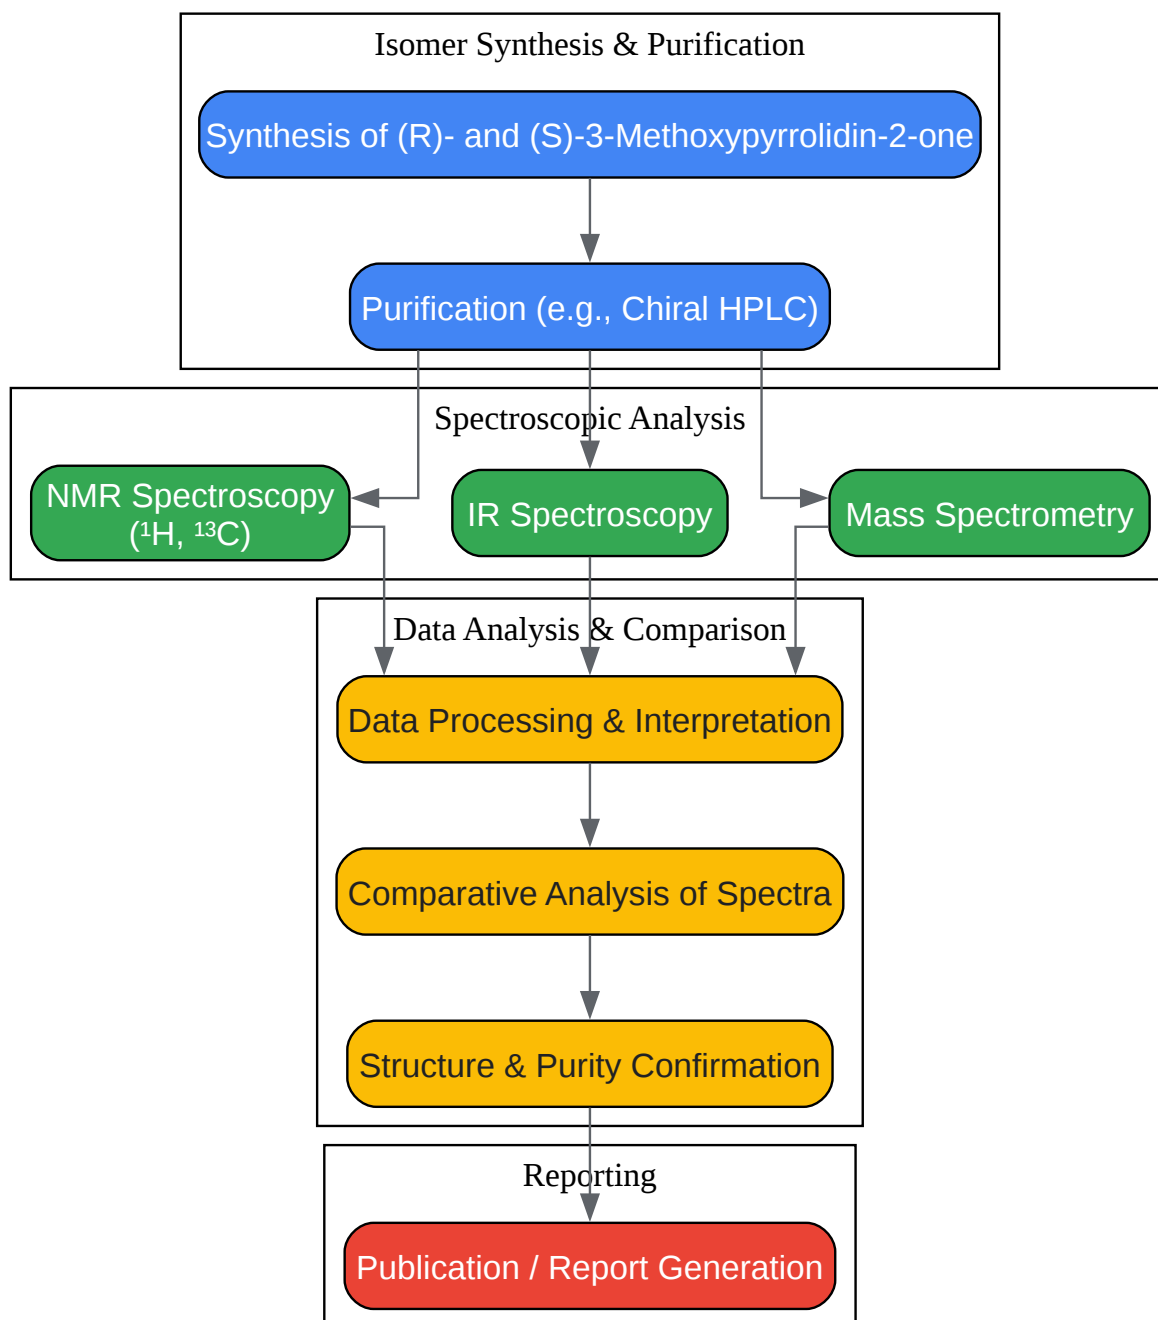 Isomer Synthesis & Purification
Synthesis of (R)- and (S)-3-Methoxypyrrolidin-2-one
Purification (e.g., Chiral HPLC)
Spectroscopic Analysis
NMR Spectroscopy
(¹H, ¹³C)
IR Spectroscopy
Mass Spectrometry
Data Analysis & Comparison
Data Processing & Interpretation
Comparative Analysis of Spectra
Structure & Purity Confirmation
Reporting
Publication / Report Generation